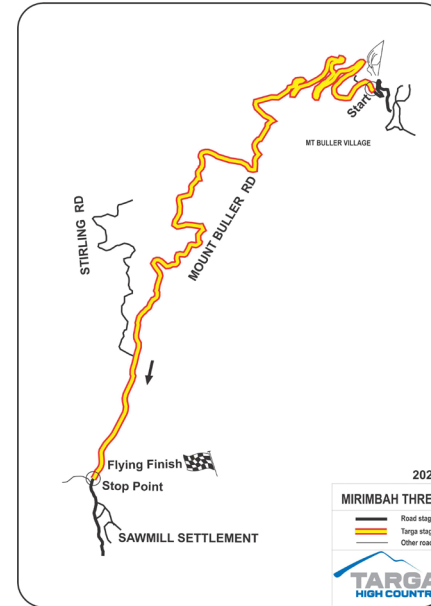 Start
MT BULLER VILLAGE
STIRLING RD
MOUNT BULLER RD
Flying Finish
Stop Point
SAWMILL SETTLEMENT
202
MIRIMBAH THRE
Road stag
Targa stag
Other road
TARGA
HIGH COUNTR